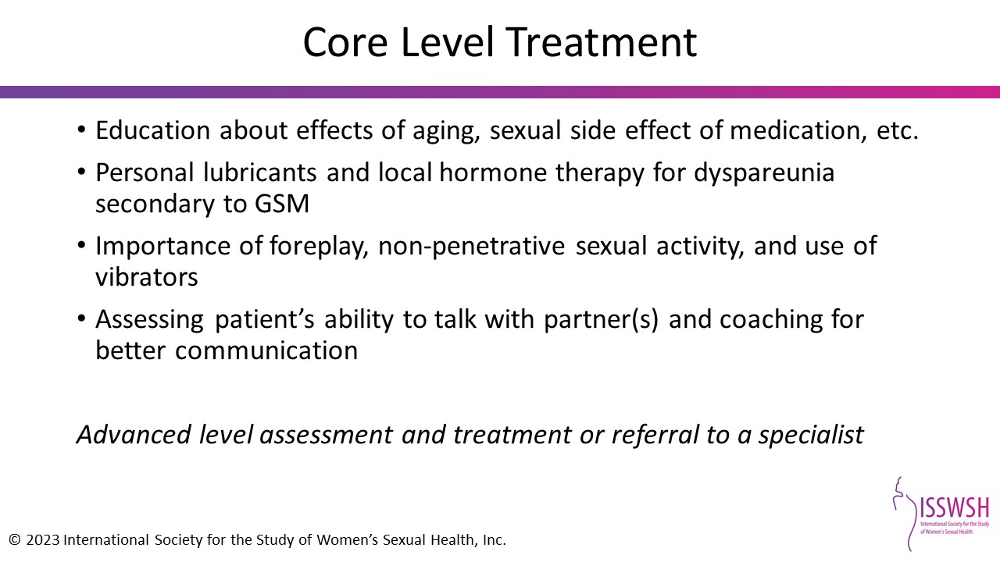 Core Level Treatment
• Education about effects of aging, sexual side effect of medication, etc.
• Personal lubricants and local hormone therapy for dyspareunia
secondary to GSM
• Importance of foreplay, non-penetrative sexual activity, and use of
vibrators
• Assessing patient’s ability to talk with partner(s) and coaching for
better communication
Advanced level assessment and treatment or referral to a specialist
ISSWSH
International Society for the Study
of Women's Sexual Health
© 2023 International Society for the Study of Women’s Sexual Health, Inc.